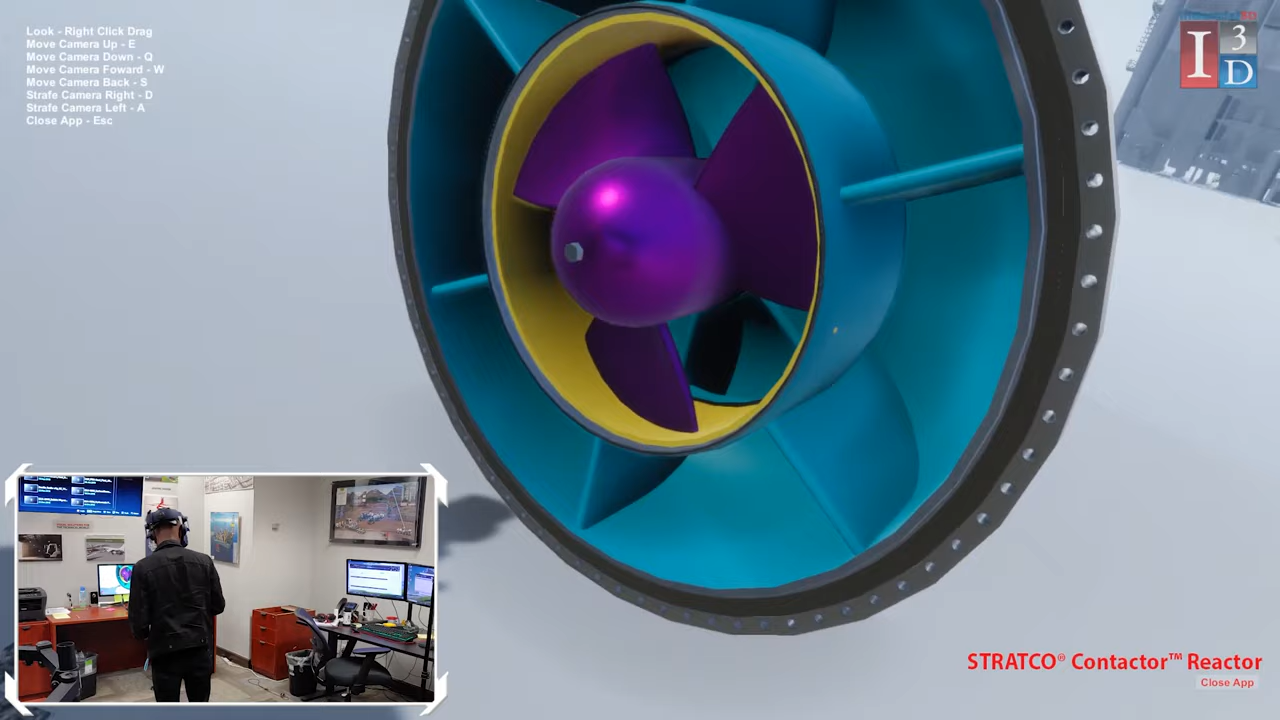 Look - Right Click Drag
Move Camera Up - E
Move Camera Down - Q
Move Camera Foward - W
Move Camera Back - S
Strafe Camera Right - D
Strafe Camera Left - A
Close App - Esc
I 3
D
STRATCO® Contactor™ Reactor
Close App